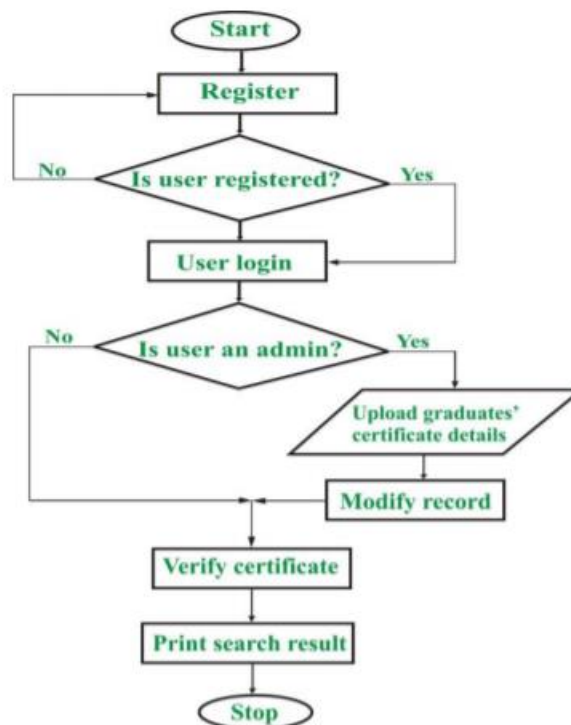 Start
Register
No
Is user registered?
Yes
User login
No
Is user an admin?
Yes
Upload graduates'
certificate details
Modify record
Verify certificate
Print search result
Stop